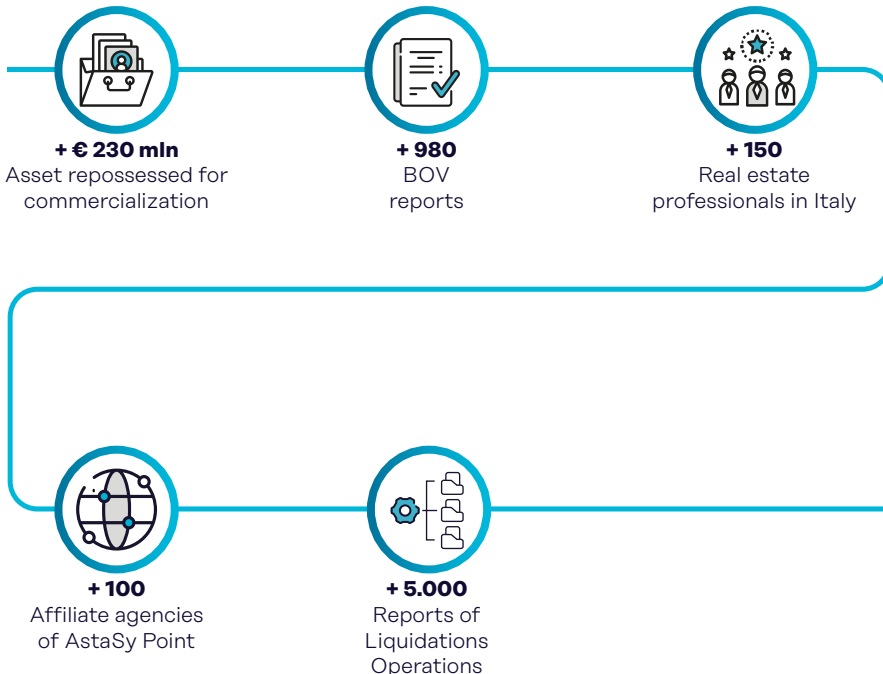 + € 230 mln
Asset repossessed for
commercialization
+ 980
BOV
reports
+ 150
Real estate
professionals in Italy
+ 100
Affiliate agencies
of AstaSy Point
+ 5.000
Reports of
Liquidations
Operations